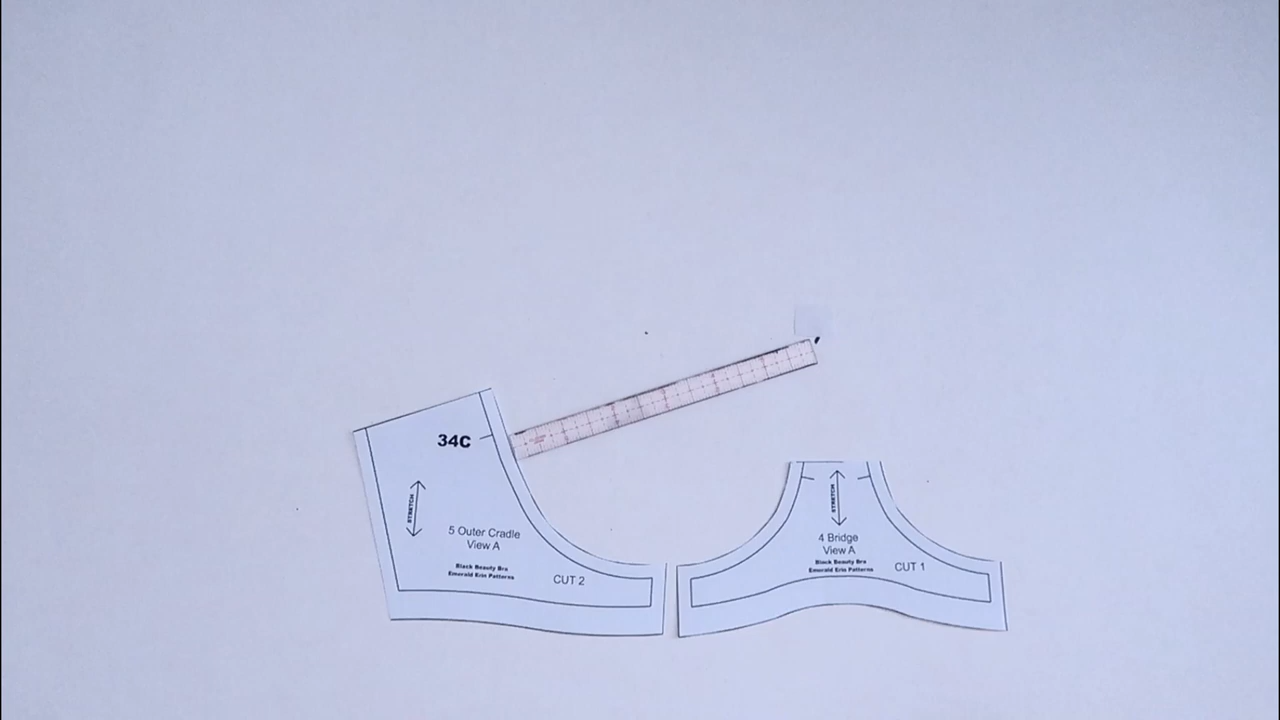 34C
STRETCH
5 Outer Cradle
View A
Black Beauty Bra
Emerald Erin Patterns
CUT 2
STRETCH
4 Bridge
View A
Black Beauty Bra
Emerald Erin Patterns
CUT 1